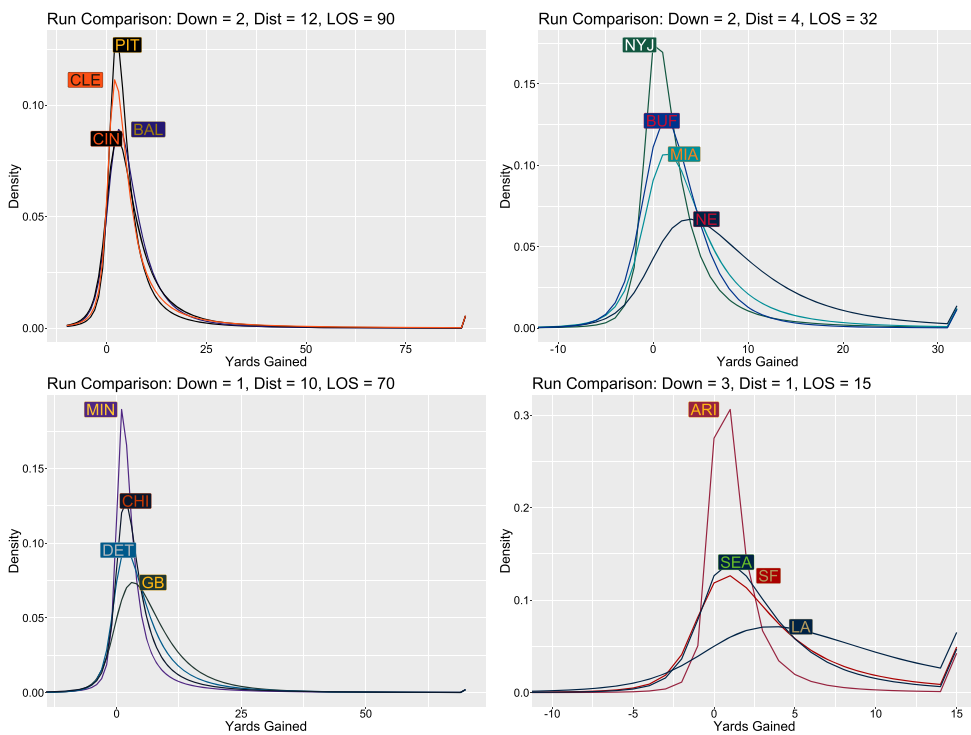 Run Comparison: Down = 2, Dist = 12, LOS = 90
PIT
CLE
BAL
CIN
0.10
0.05
0.00
Density
0
25
50
75
Yards Gained
Run Comparison: Down = 2, Dist = 4, LOS = 32
NYJ
BUF
MIA
NE
0.15
0.10
0.05
0.00
Density
-10
0
10
20
30
Yards Gained
Run Comparison: Down = 1, Dist = 10, LOS = 70
MIN
CHI
DET
GB
0.15
0.10
0.05
0.00
Density
0
25
50
Yards Gained
Run Comparison: Down = 3, Dist = 1, LOS = 15
ARI
SEA
SF
LA
0.3
0.2
0.1
0.0
Density
-10
-5
0
5
10
15
Yards Gained